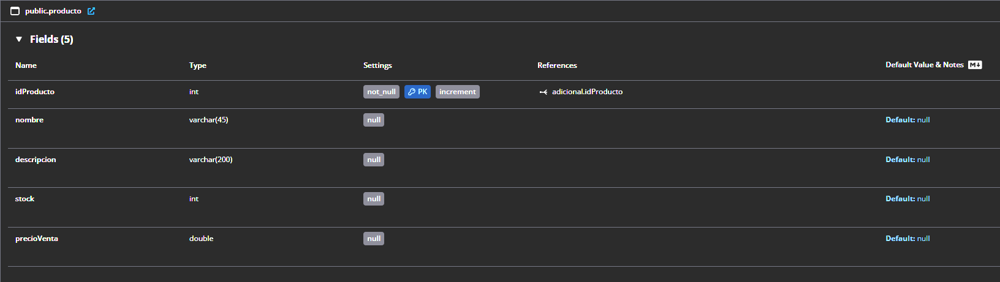 public.producto
Fields (5)
Name Type Settings References Default Value & Notes M↓
idProducto int not_null PK increment adicional.idProducto
nombre varchar(45) null Default: null
descripcion varchar(200) null Default: null
stock int null Default: null
precioVenta double null Default: null